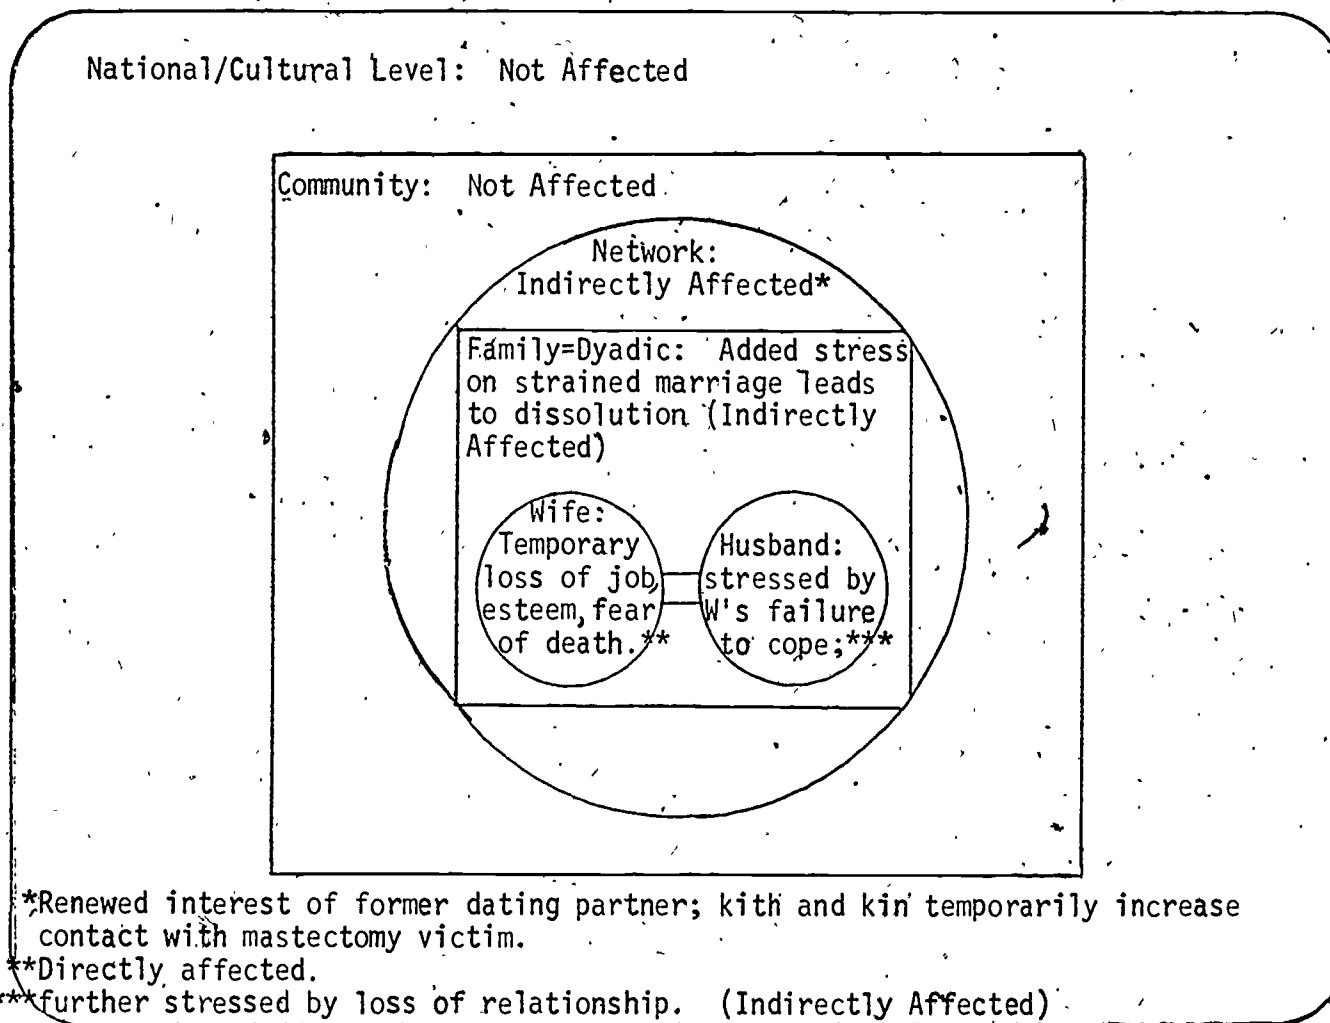 National/Cultural Level: Not Affected
Community: Not Affected
Network:
Indirectly Affected*
Family=Dyadic: Added stress
on strained marriage leads
to dissolution (Indirectly
Affected)
Wife:
Temporary
loss of job,
esteem, fear
of death.**
Husband:
stressed by
W's failure
to cope;***
*Renewed interest of former dating partner; kith and kin temporarily increase
contact with mastectomy victim.
**Directly affected.
***further stressed by loss of relationship. (Indirectly Affected)